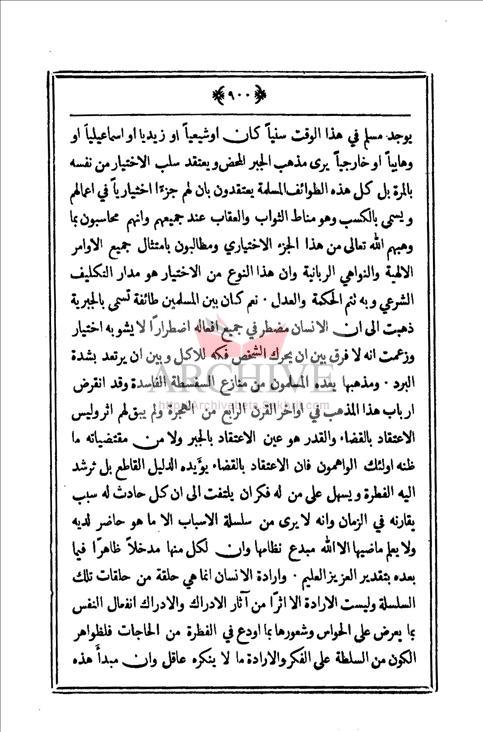 ﴿٩٠٠﴾
يوجد مسلم في هذا الوقت سنياً كان اوشيعياً او زيديا او اسماعيلياً او
وهابياً او خارجياً يرى مذهب الجبر المحض ويعتقد سلب الاختيار من نفسه
بالمرة بل كل هذه الطوائف المسلمة يعتقدون بان لهم جزءًا اختيارياً في اعمالهم
ويسمى بالكسب وهو مناط الثواب والعقاب عند جميعهم وانهم محاسبون بما
وهبهم الله تعالى من هذا الجزء الاختياري ومطالبون بامتثال جميع الاوامر
الالهية والنواهي الربانية وان هذا النوع من الاختيار هو مدار التكليف
الشرعي وبه نتم الحكمة والعدل ٠ نعم كان بين المسلمين طائفة تسمى بالجبرية
ذهبت الى ان الانسان مضطر في جميع افعاله اضطرارًا لا يشوبه اختيار
وزعمت انه لا فرق بين ان يحرك الشخص فكه للاكل وبين ان يرتعد بشدة
البرد ٠ ومذهبها يعده المسلمون من منازع السفسطة الفاسدة وقد انقرض
ارباب هذا المذهب في اواخر القرن الرابع من الهجرة ولم يبق لهم اثر وليس
الاعتقاد بالقضاء والقدر هو عين الاعتقاد بالجبر ولا من مقتضياته ما
ظنه اولئك الواهمون فان الاعتقاد بالقضاء يؤيده الدليل القاطع بل ترشد
اليه الفطرة ويسهل على من له فكر ان يلتفت الى ان كل حادث له سبب
يقارنه في الزمان وانه لا يرى من سلسلة الاسباب الا ما هو حاضر لديه
ولا يعلم ماضيها الا الله مبدع نظامها وان لكل منها مدخلاً ظاهرًا فيما
بعده بتقدير العزيز العليم ٠ وارادة الانسان انما هي حلقة من حلقات تلك
السلسلة وليست الارادة الا اثرًا من آثار الادراك والادراك انفعال النفس
بما يعرض على الحواس وشعورها بما اودع في الفطرة من الحاجات فلظواهر
الكون من السلطة على الفكر والارادة ما لا ينكره عاقل وان مبدأ هذه
ARCHIVE